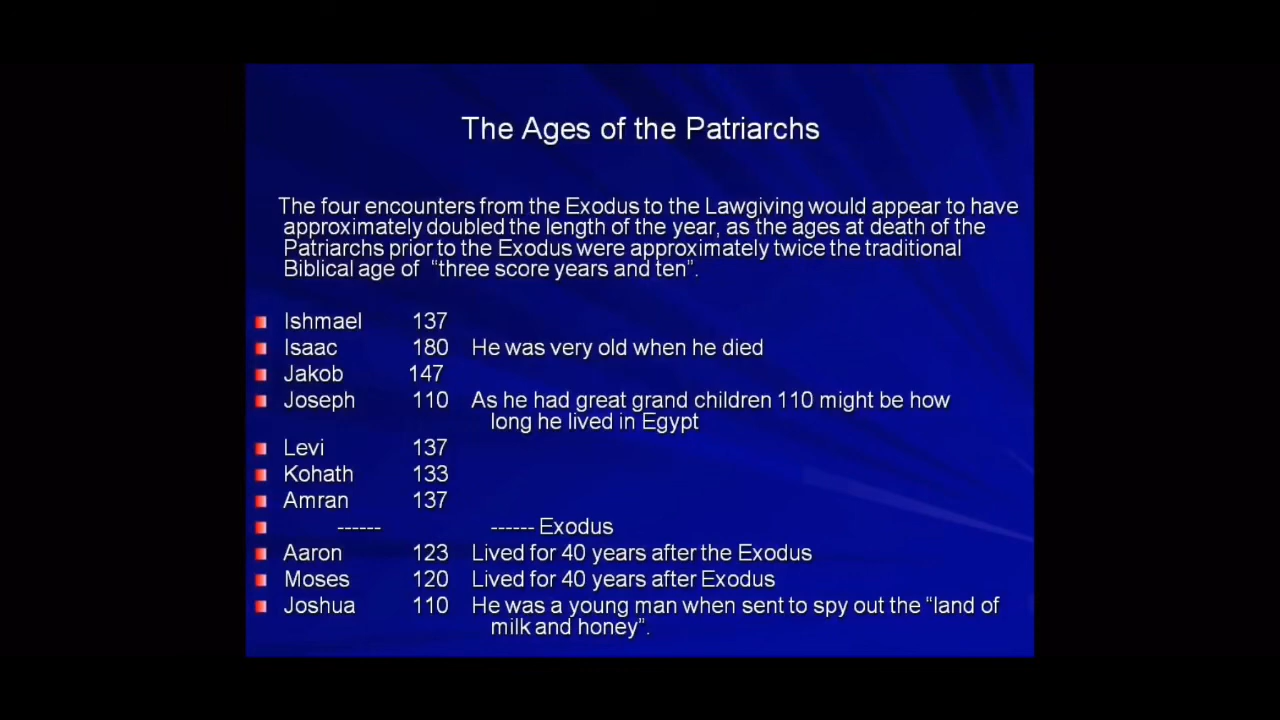 The Ages of the Patriarchs
The four encounters from the Exodus to the Lawgiving would appear to have
approximately doubled the length of the year, as the ages at death of the
Patriarchs prior to the Exodus were approximately twice the traditional
Biblical age of “three score years and ten”.
Ishmael 137
Isaac 180 He was very old when he died
Jakob 147
Joseph 110 As he had great grand children 110 might be how
long he lived in Egypt
Levi 137
Kohath 133
Amran 137
------ ------ Exodus
Aaron 123 Lived for 40 years after the Exodus
Moses 120 Lived for 40 years after Exodus
Joshua 110 He was a young man when sent to spy out the “land of
milk and honey”.